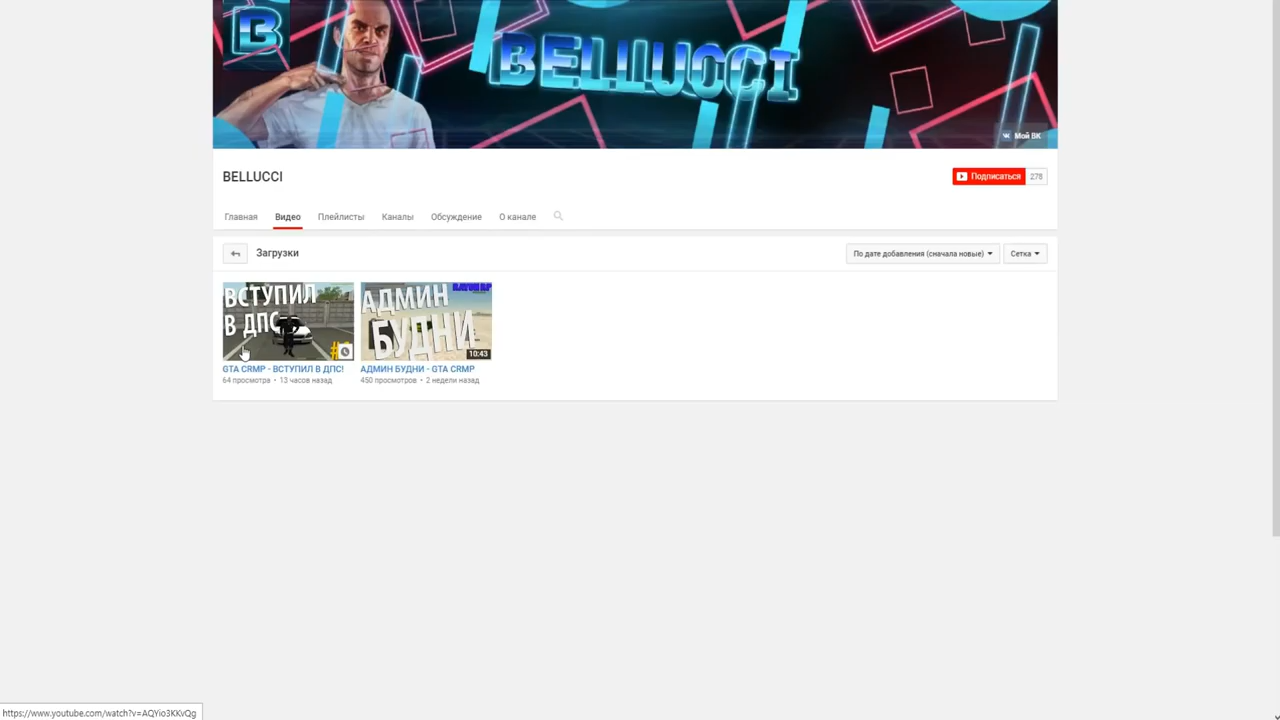 B
BELLUCCI
Мой ВК
BELLUCCI
Подписаться 278
Главная Видео Плейлисты Каналы Обсуждение О канале
Загрузки
По дате добавления (сначала новые) Сетка
ВСТУПИЛ
В ДПС
АДМИН
БУДНИ
10:43
GTA CRMP - ВСТУПИЛ В ДПС! АДМИН БУДНИ - GTA CRMP
64 просмотра • 13 часов назад 450 просмотров • 2 недели назад
https://www.youtube.com/watch?v=AQYio3KKvQg